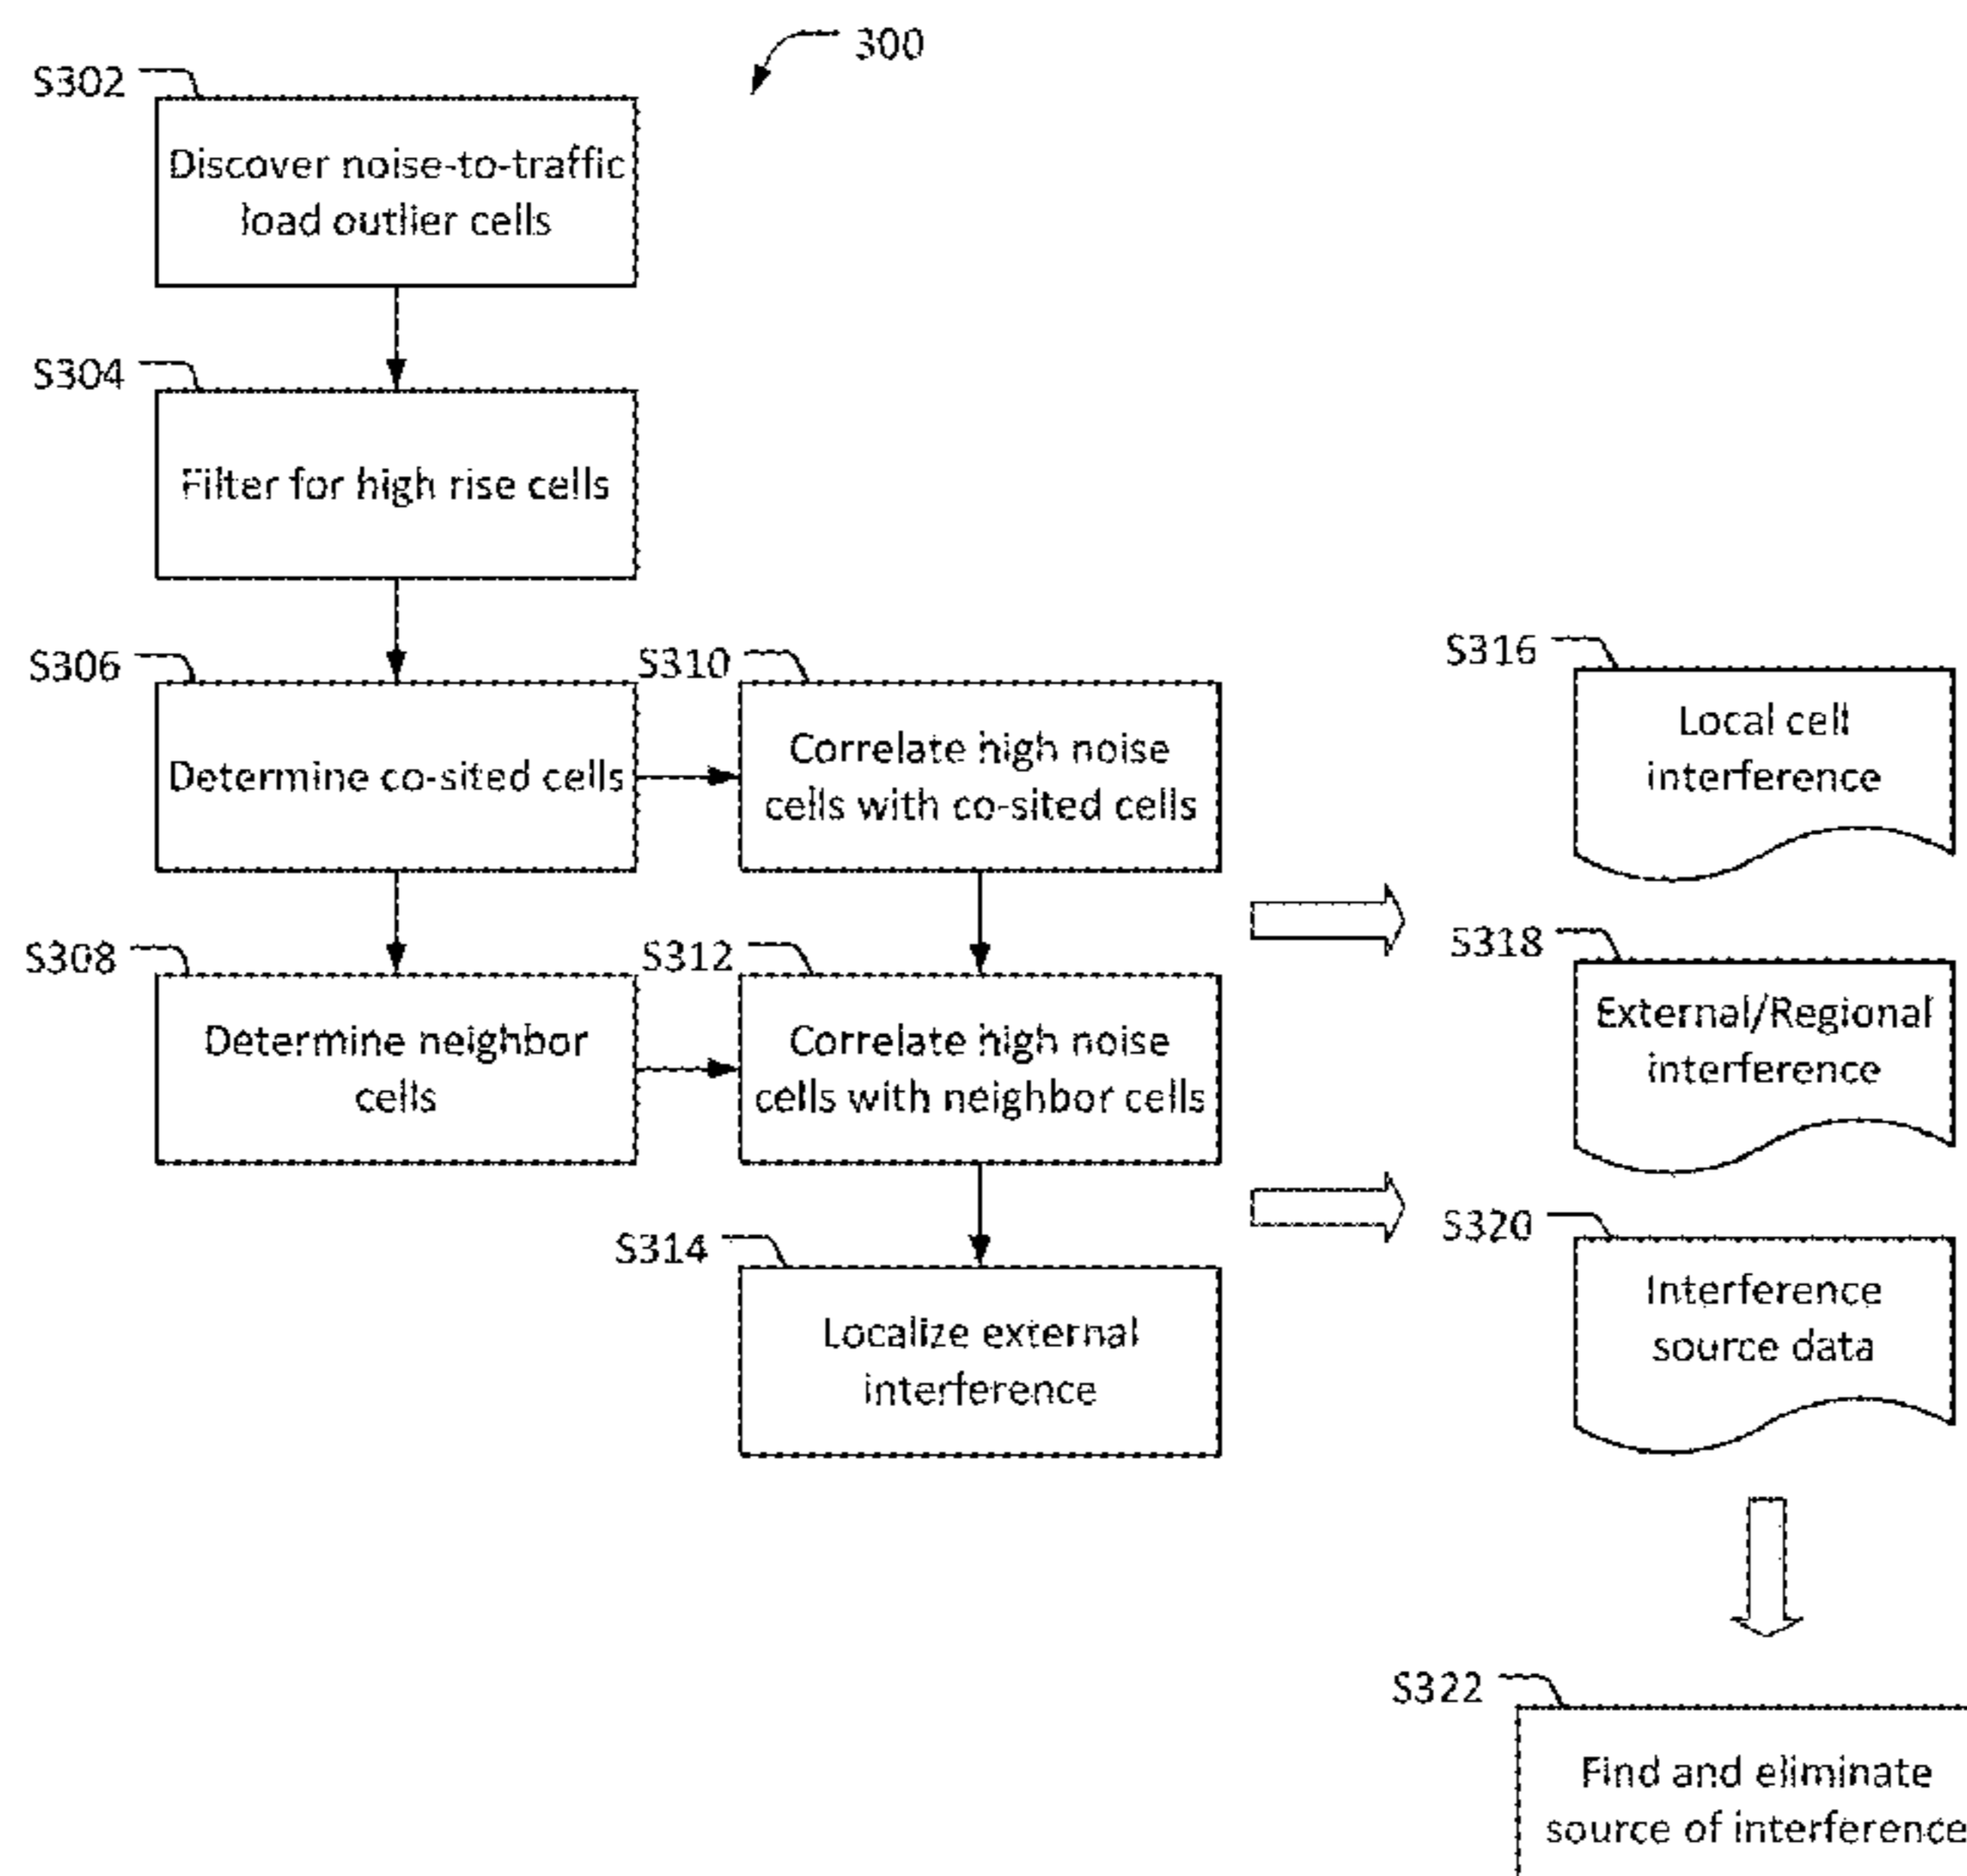 300
S302
Discover noise-to-traffic
load outlier cells
S304
Filter for high rise cells
S306
Determine co-sited cells
S310
Correlate high noise
cells with co-sited cells
S316
Local cell
interference
S308
Determine neighbor
cells
S312
Correlate high noise
cells with neighbor cells
S318
External/Regional
interference
S314
Localize external
interference
S320
Interference
source data
S322
Find and eliminate
source of interference